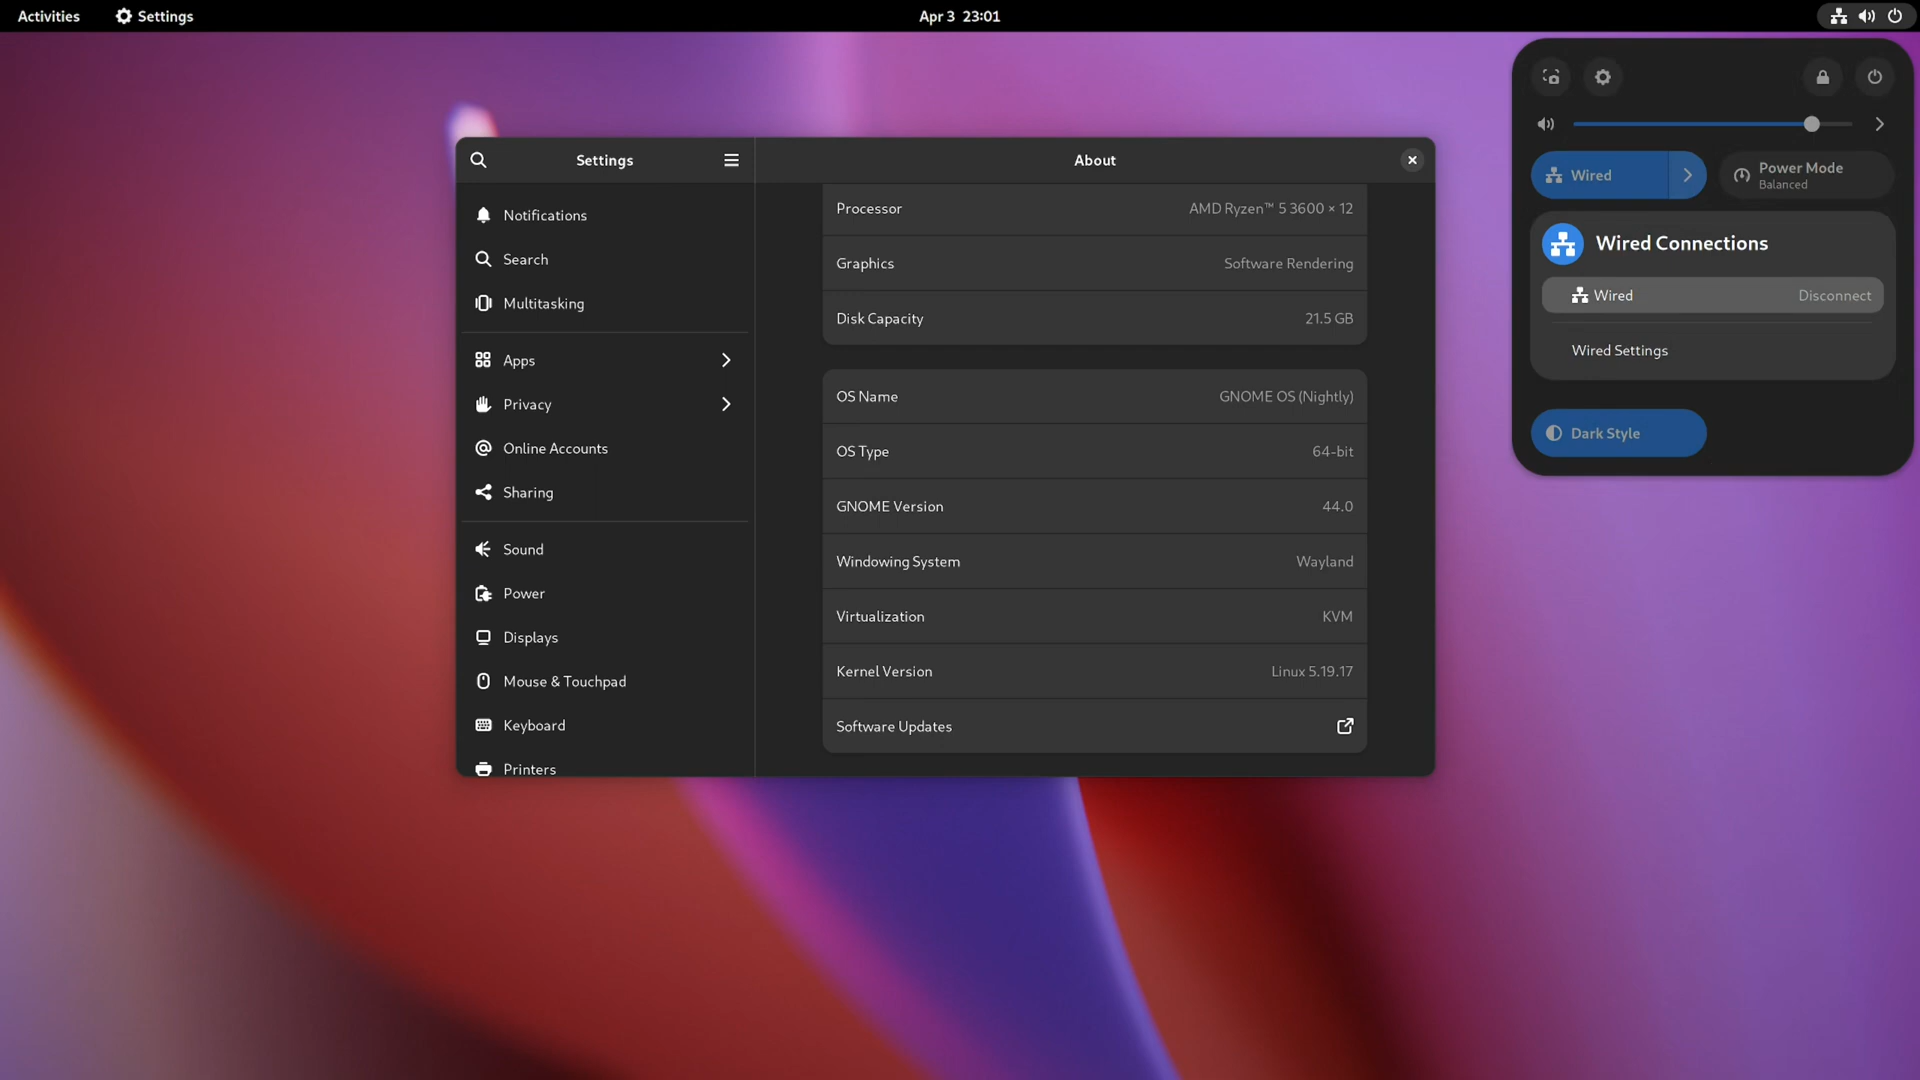 Activities
Settings
Apr 3 23:01
Settings
About
Notifications
Search
Multitasking
Apps
Privacy
Online Accounts
Sharing
Sound
Power
Displays
Mouse & Touchpad
Keyboard
Printers
Processor AMD Ryzen™ 5 3600 × 12
Graphics Software Rendering
Disk Capacity 21.5 GB
OS Name GNOME OS (Nightly)
OS Type 64-bit
GNOME Version 44.0
Windowing System Wayland
Virtualization KVM
Kernel Version Linux 5.19.17
Software Updates
Wired
Power Mode
Balanced
Wired Connections
Wired Disconnect
Wired Settings
Dark Style